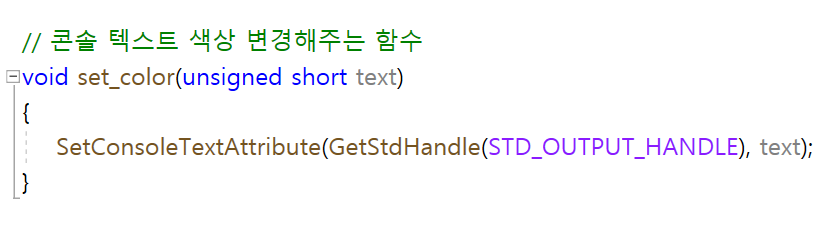 // 콘솔 텍스트 색상 변경해주는 함수
void set_color(unsigned short text)
{
SetConsoleTextAttribute(GetStdHandle(STD_OUTPUT_HANDLE), text);
}